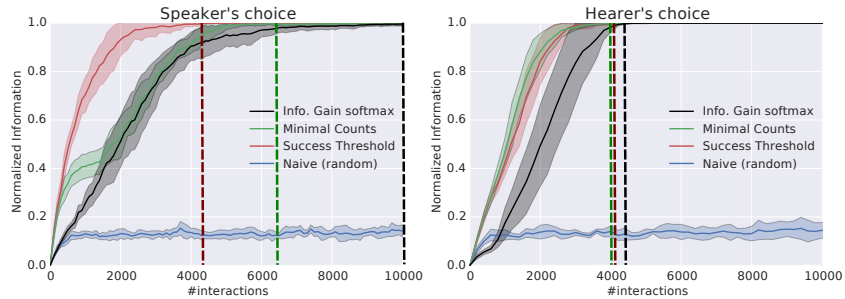 Speaker's choice
1.0
0.8
0.6
0.4
0.2
0.0
Normalized Information
Info. Gain softmax
Minimal Counts
Success Threshold
Naive (random)
0 2000 4000 6000 8000 10000
#interactions
Hearer's choice
1.0
0.8
0.6
0.4
0.2
0.0
Normalized Information
Info. Gain softmax
Minimal Counts
Success Threshold
Naive (random)
0 2000 4000 6000 8000 10000
#interactions